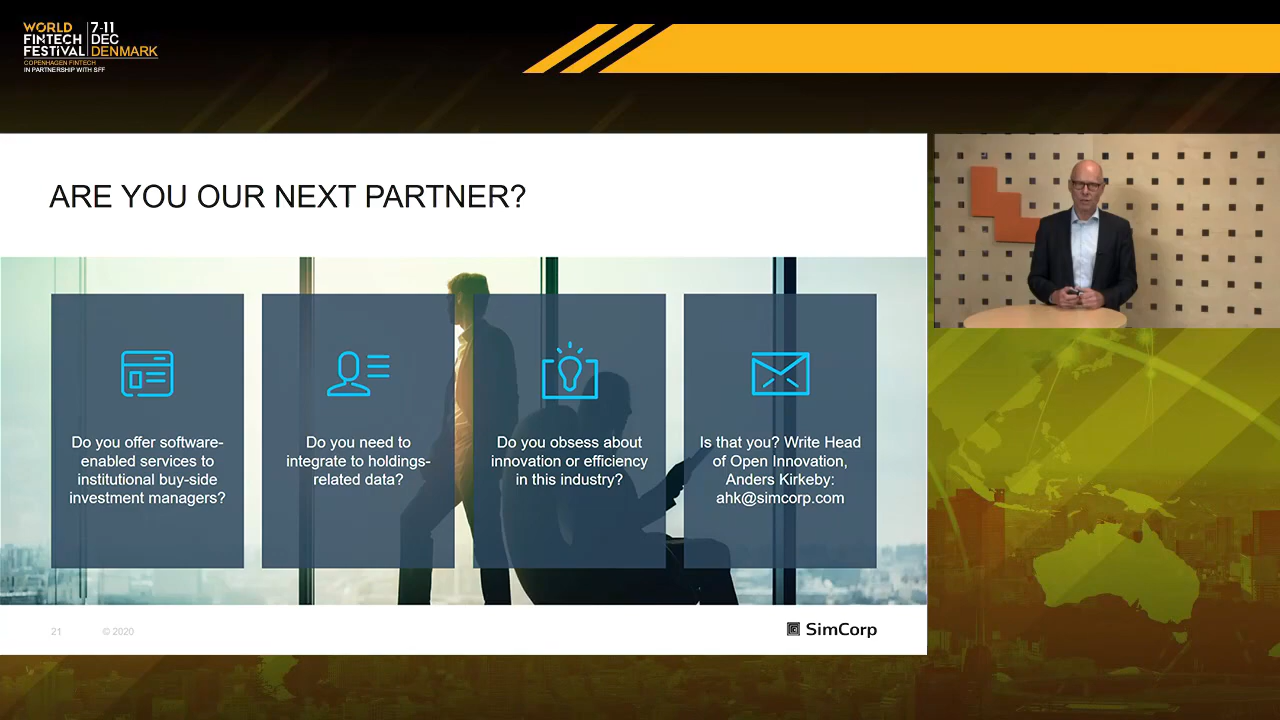 WORLD
FINTECH
FESTIVAL
7-11
DEC
DENMARK
COPENHAGEN FINTECH
IN PARTNERSHIP WITH SFF
ARE YOU OUR NEXT PARTNER?
Do you offer software-
enabled services to
institutional buy-side
investment managers?
Do you need to
integrate to holdings-
related data?
Do you obsess about
innovation or efficiency
in this industry?
Is that you? Write Head
of Open Innovation,
Anders Kirkeby:
ahk@simcorp.com
21
© 2020
SimCorp